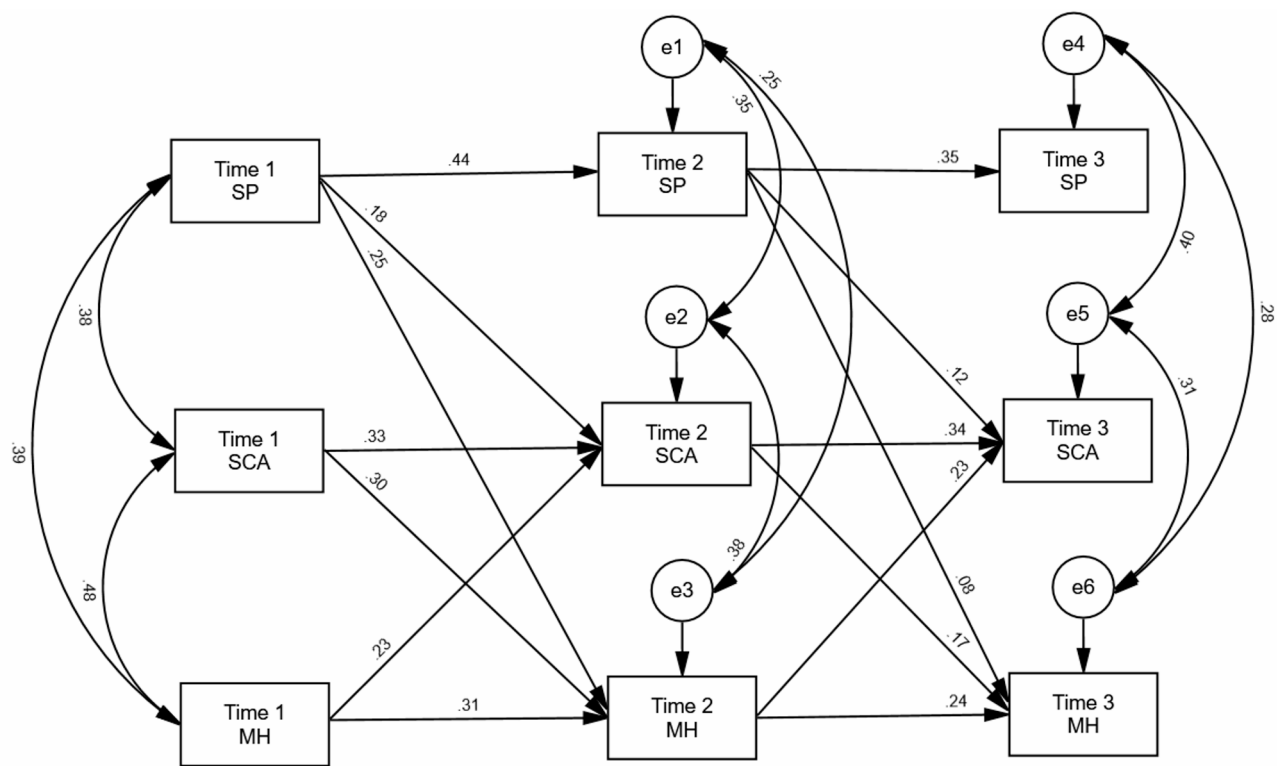 e1
e4
.25
.35
Time 1
SP
.44
Time 2
SP
.35
Time 3
SP
.18
.25
.40
.38
e2
e5
.28
.12
.31
.39
Time 1
SCA
.33
Time 2
SCA
.34
Time 3
SCA
.30
.23
.38
e3
e6
.48
.08
.23
.17
Time 1
MH
.31
Time 2
MH
.24
Time 3
MH